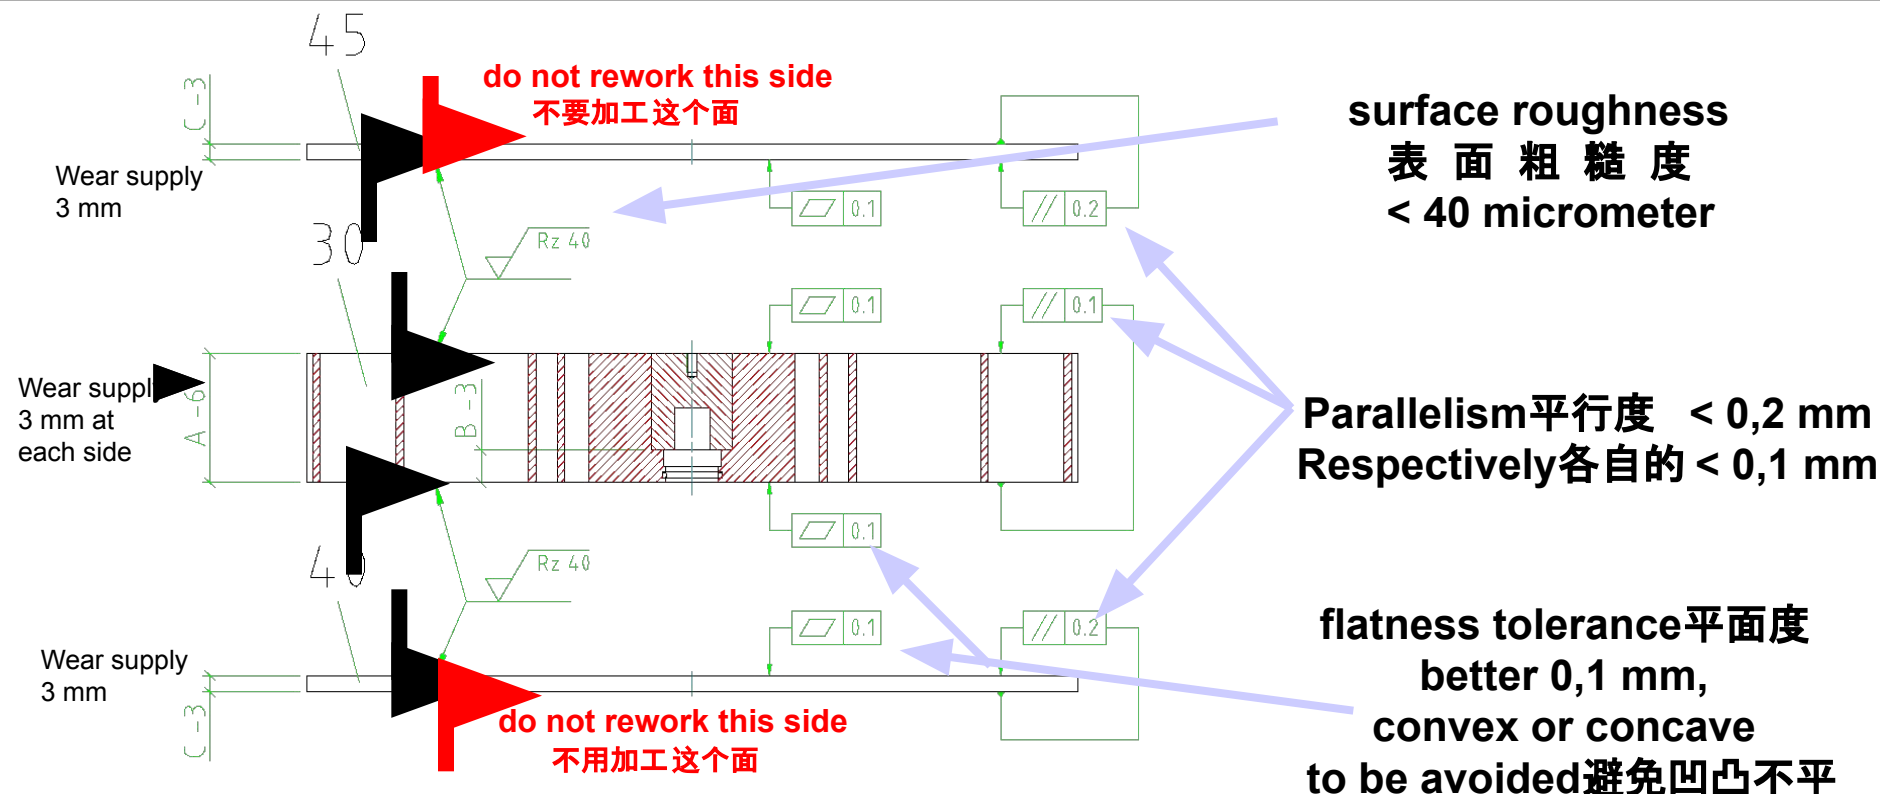 45
do not rework this side
不要加工这个面
C-3
Wear supply
3 mm
surface roughness
表面粗糙度
< 40 micrometer
0.1
// 0.2
30
Rz 40
0.1
// 0.1
Wear suppl
3 mm at
each side
A-6
B-3
Parallelism平行度 < 0,2 mm
Respectively各自的 < 0,1 mm
0.1
Rz 40
0.1
// 0.2
Wear supply
3 mm
C-3
do not rework this side
不用加工这个面
flatness tolerance平面度
better 0,1 mm,
convex or concave
to be avoided避免凹凸不平